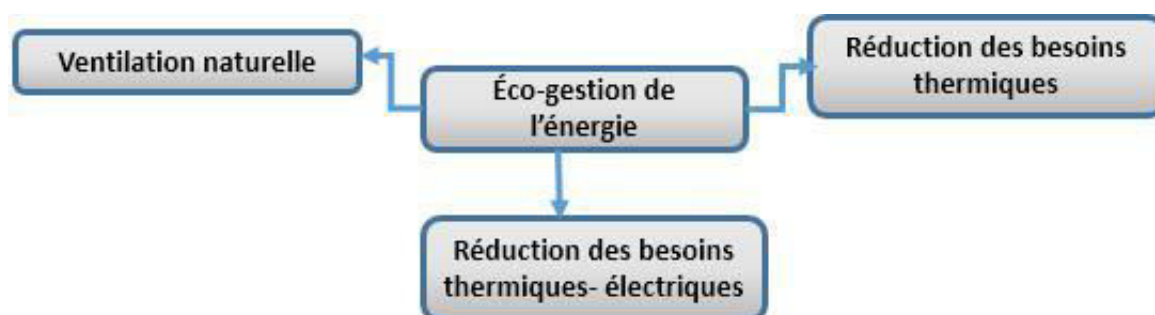 Ventilation naturelle
Éco-gestion de
l'énergie
Réduction des besoins
thermiques
Réduction des besoins
thermiques- électriques